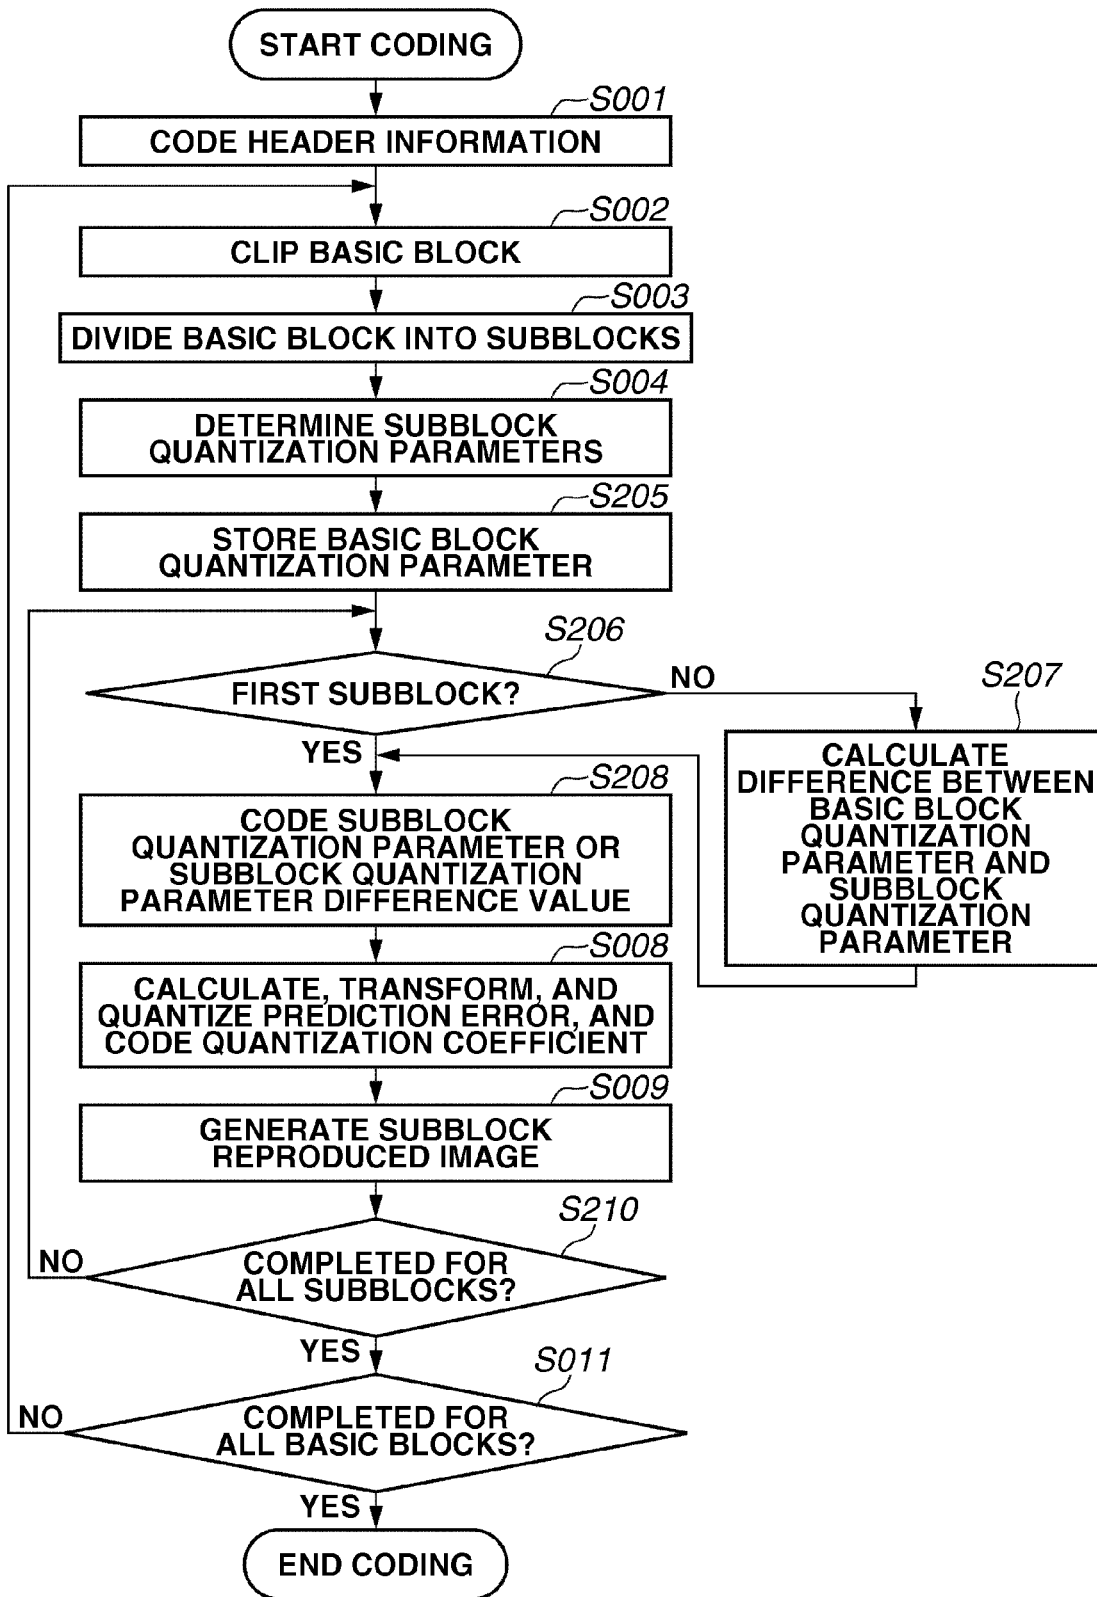 START CODING
S001
CODE HEADER INFORMATION
S002
CLIP BASIC BLOCK
S003
DIVIDE BASIC BLOCK INTO SUBBLOCKS
S004
DETERMINE SUBBLOCK
QUANTIZATION PARAMETERS
S205
STORE BASIC BLOCK
QUANTIZATION PARAMETER
S206
FIRST SUBBLOCK?
NO
YES
S207
CALCULATE
DIFFERENCE BETWEEN
BASIC BLOCK
QUANTIZATION
PARAMETER AND
SUBBLOCK
QUANTIZATION
PARAMETER
S208
CODE SUBBLOCK
QUANTIZATION PARAMETER OR
SUBBLOCK QUANTIZATION
PARAMETER DIFFERENCE VALUE
S008
CALCULATE, TRANSFORM, AND
QUANTIZE PREDICTION ERROR, AND
CODE QUANTIZATION COEFFICIENT
S009
GENERATE SUBBLOCK
REPRODUCED IMAGE
S210
COMPLETED FOR
ALL SUBBLOCKS?
NO
YES
S011
COMPLETED FOR
ALL BASIC BLOCKS?
NO
YES
END CODING